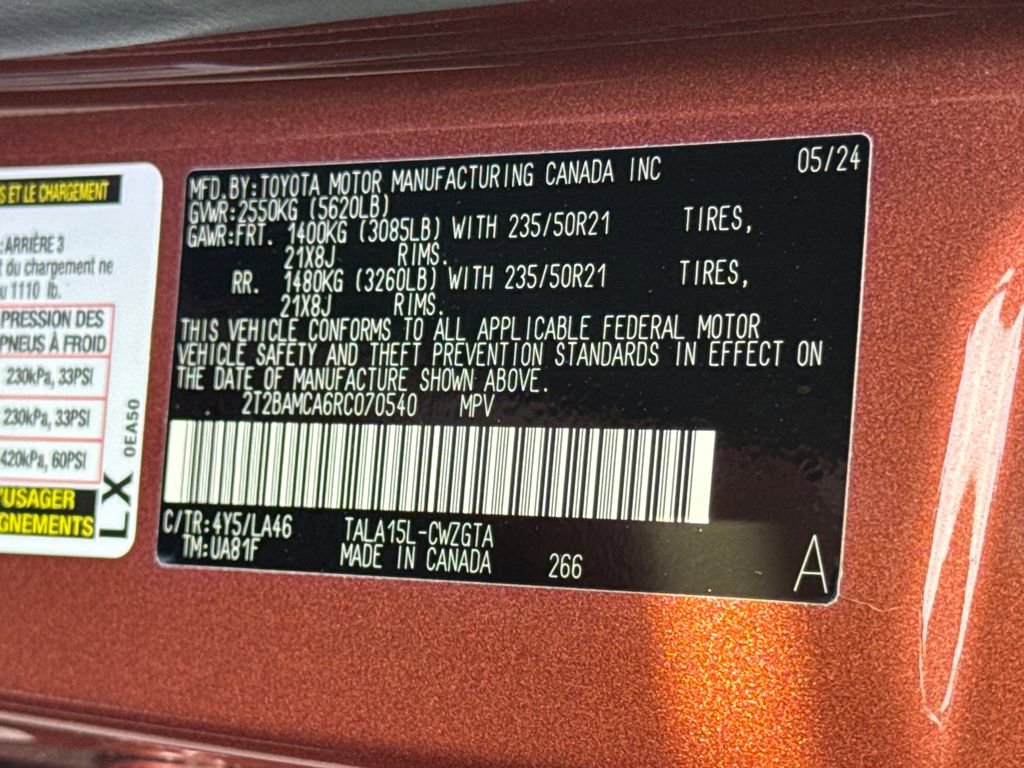 S ET LE CHARGEMENT
: ARRIÈRE 3
du chargement ne
u 1110 lb.
PRESSION DES
PNEUS À FROID
230kPa, 33PSI
230kPa, 33PSI
420kPa, 60PSI
'USAGER
GNEMENTS
LX 0EA50
05/24
MFD.BY:TOYOTA MOTOR MANUFACTURING CANADA INC
GVWR:2550KG (5620LB)
GAWR:FRT. 1400KG (3085LB) WITH 235/50R21 TIRES,
21X8J RIMS.
RR. 1480KG (3260LB) WITH 235/50R21 TIRES,
21X8J RIMS.
THIS VEHICLE CONFORMS TO ALL APPLICABLE FEDERAL MOTOR
VEHICLE SAFETY AND THEFT PREVENTION STANDARDS IN EFFECT ON
THE DATE OF MANUFACTURE SHOWN ABOVE.
2T2BAMCA6RC070540 MPV
C/TR:4Y5/LA46 TALA15L-CWZGTA
TM:UA81F MADE IN CANADA 266
A